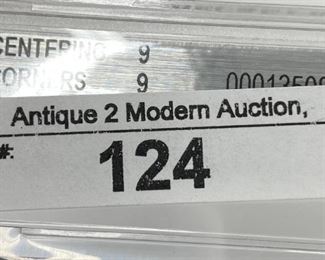 CENTERING 9
CORNERS 9
Antique 2 Modern Auction,
#: 124